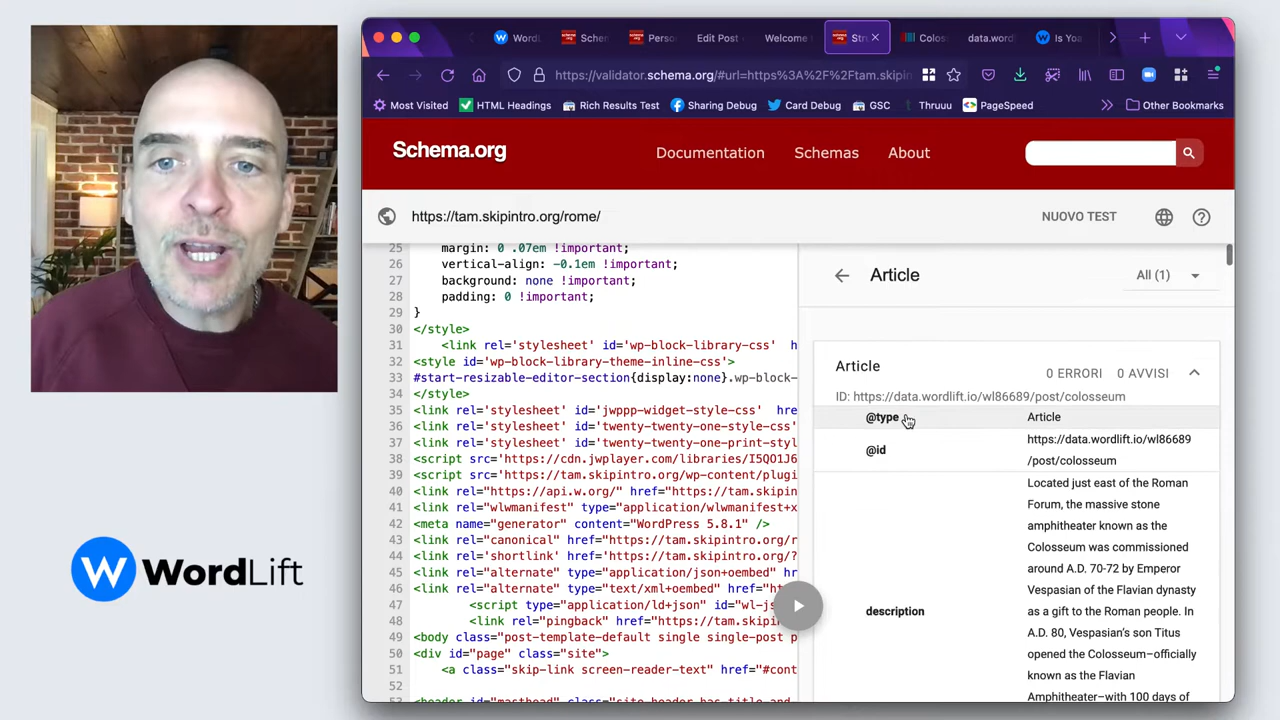 WordL
Schen
Perso
Edit Post
Welcome
Str
Colos
data.word
Is Yoa
https://validator.schema.org/#url=https%3A%2F%2Ftam.skipin
Most Visited
HTML Headings
Rich Results Test
Sharing Debug
Card Debug
GSC
Thruuu
PageSpeed
Other Bookmarks
Schema.org
Documentation
Schemas
About
https://tam.skipintro.org/rome/
NUOVO TEST
25 margin: 0 .07em !important;
26 vertical-align: -0.1em !important;
27 background: none !important;
28 padding: 0 !important;
29 }
30 </style>
31 <link rel='stylesheet' id='wp-block-library-css' h
32 <style id='wp-block-library-theme-inline-css'>
33 #start-resizable-editor-section{display:none}.wp-block-
34 </style>
35 <link rel='stylesheet' id='jwppp-widget-style-css' h
36 <link rel='stylesheet' id='twenty-twenty-one-style-c
37 <link rel='stylesheet' id='twenty-twenty-one-print-st
38 <script src='https://cdn.jwplayer.com/libraries/I5QO1J6
39 <script src='https://tam.skipintro.org/wp-content/plugi
40 <link rel="https://api.w.org/" href="https://tam.skipin
41 <link rel="wlwmanifest" type="application/wlwmanifest+x
42 <meta name="generator" content="WordPress 5.8.1" />
43 <link rel="canonical" href="https://tam.skipintro.org/r
44 <link rel='shortlink' href='https://tam.skipintro.org/?
45 <link rel="alternate" type="application/json+oembed" hr
46 <link rel="alternate" type="text/xml+oembed" href="ht
47 <script type="application/ld+json" id="wl-js
48 <link rel="pingback" href="https://tam.skipi
49 <body class="post-template-default single single-post p
50 <div id="page" class="site">
51 <a class="skip-link screen-reader-text" href="#cont
52
Article
All (1)
Article
0 ERRORI
0 AVVISI
ID: https://data.wordlift.io/wl86689/post/colosseum
@type
Article
@id
https://data.wordlift.io/wl86689
/post/colosseum
description
Located just east of the Roman
Forum, the massive stone
amphitheater known as the
Colosseum was commissioned
around A.D. 70-72 by Emperor
Vespasian of the Flavian dynasty
as a gift to the Roman people. In
A.D. 80, Vespasian's son Titus
opened the Colosseum–officially
known as the Flavian
Amphitheater–with 100 days of
W WordLift